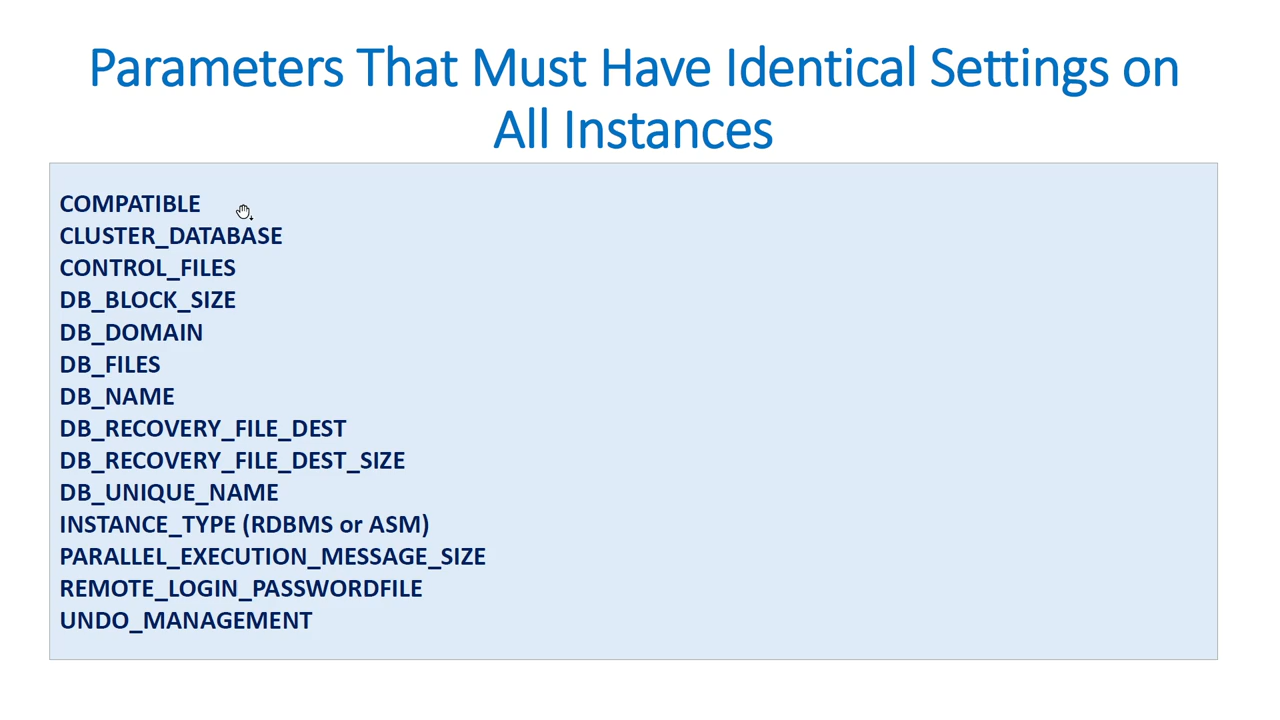 Parameters That Must Have Identical Settings on
All Instances
COMPATIBLE
CLUSTER_DATABASE
CONTROL_FILES
DB_BLOCK_SIZE
DB_DOMAIN
DB_FILES
DB_NAME
DB_RECOVERY_FILE_DEST
DB_RECOVERY_FILE_DEST_SIZE
DB_UNIQUE_NAME
INSTANCE_TYPE (RDBMS or ASM)
PARALLEL_EXECUTION_MESSAGE_SIZE
REMOTE_LOGIN_PASSWORDFILE
UNDO_MANAGEMENT